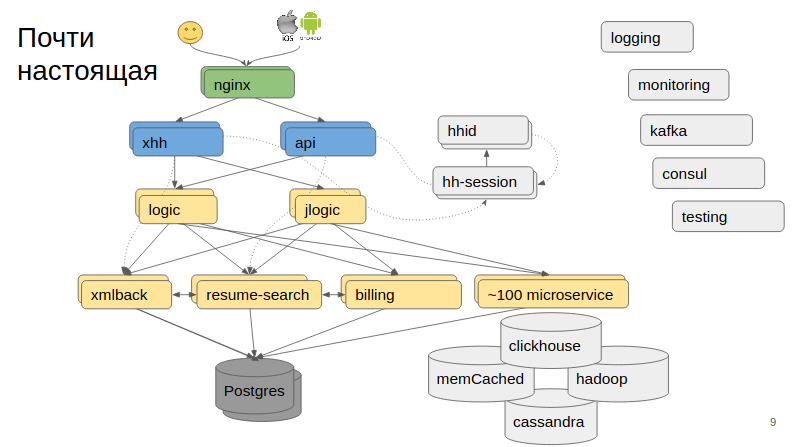 Почти
настоящая
iOS
ANDROID
nginx
xhh
api
logic
jlogic
hhid
hh-session
logging
monitoring
kafka
consul
testing
xmlback
resume-search
billing
~100 microservice
Postgres
clickhouse
memCached
hadoop
cassandra
9